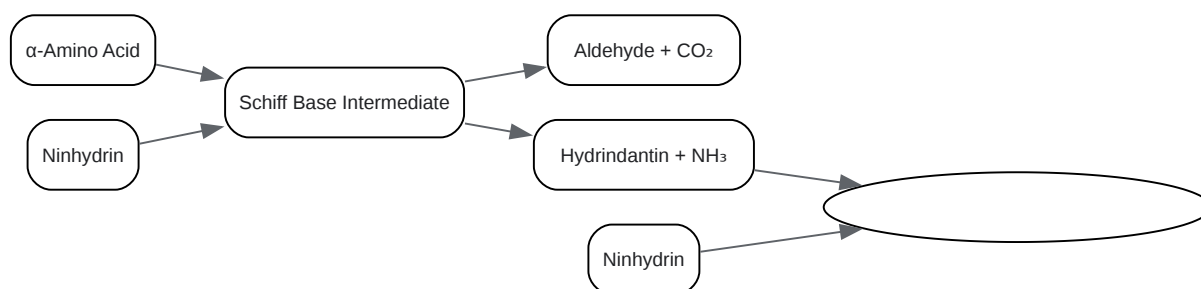 α-Amino Acid
Ninhydrin
Schiff Base Intermediate
Aldehyde + CO₂
Hydrindantin + NH₃
Ninhydrin